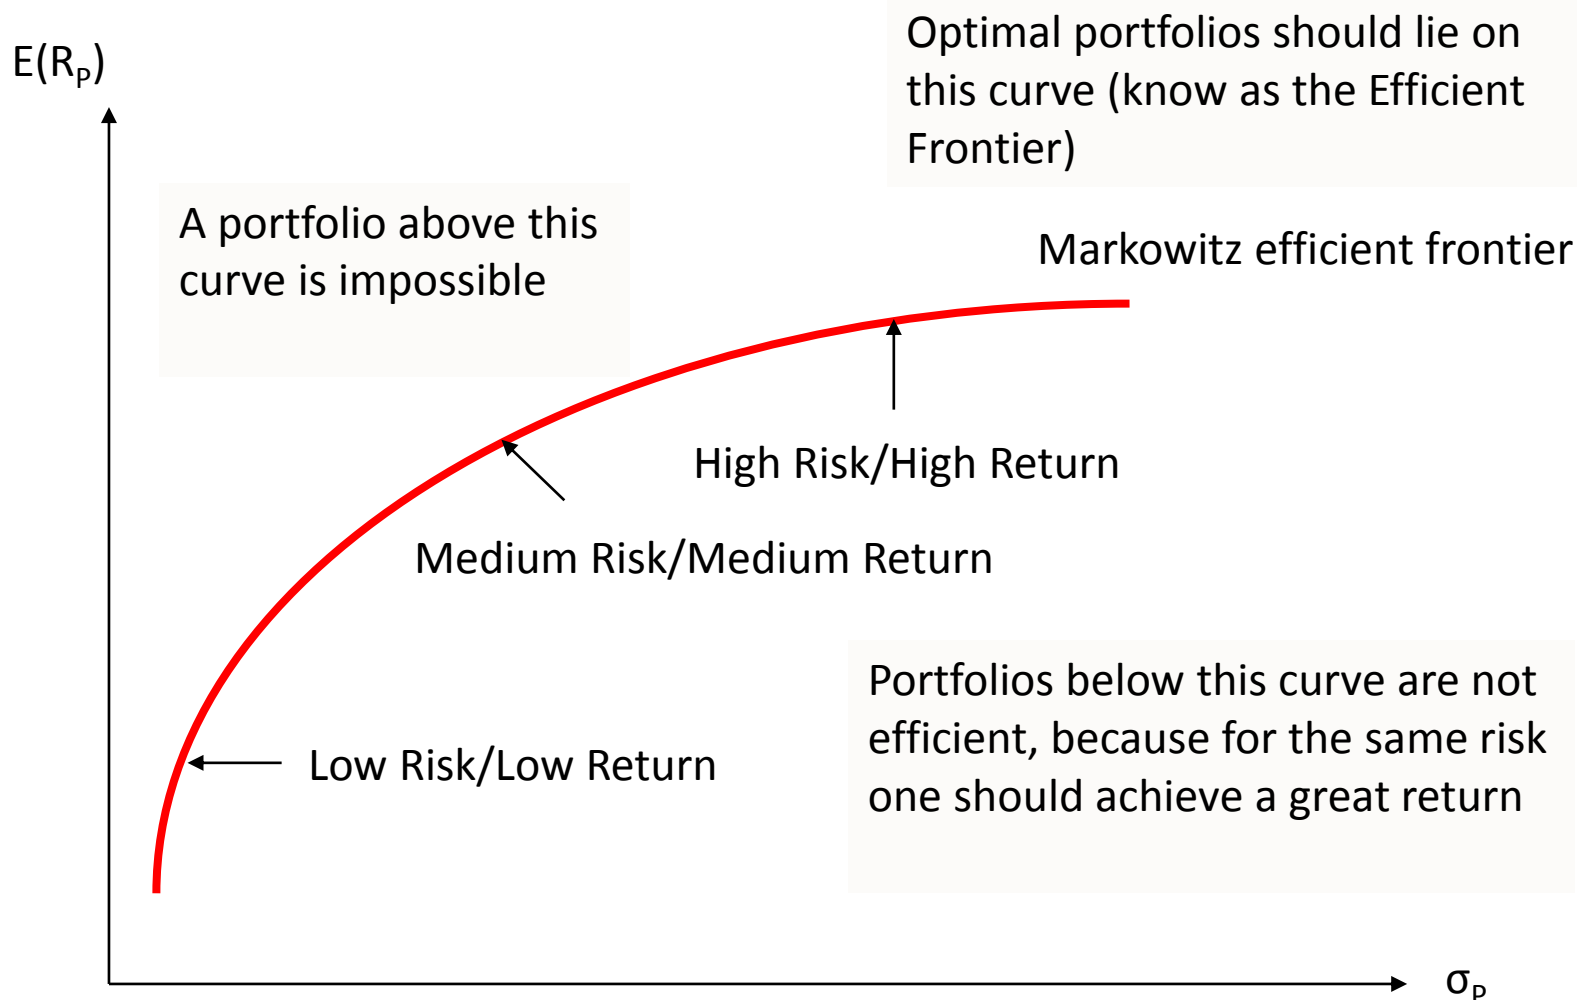 E(R_P)
Optimal portfolios should lie on
this curve (know as the Efficient
Frontier)
A portfolio above this
curve is impossible
Markowitz efficient frontier
High Risk/High Return
Medium Risk/Medium Return
Portfolios below this curve are not
efficient, because for the same risk
one should achieve a great return
Low Risk/Low Return
σ_P